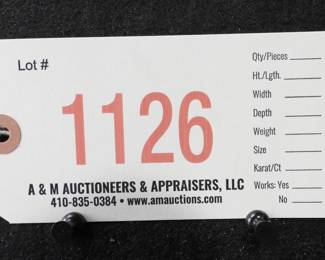 Lot #
1126
A & M AUCTIONEERS & APPRAISERS, LLC
410-835-0384 • www.amauctions.com
Qty/Pieces
Ht./Lgth.
Width
Depth
Weight
Size
Karat/Ct
Works: Yes
No